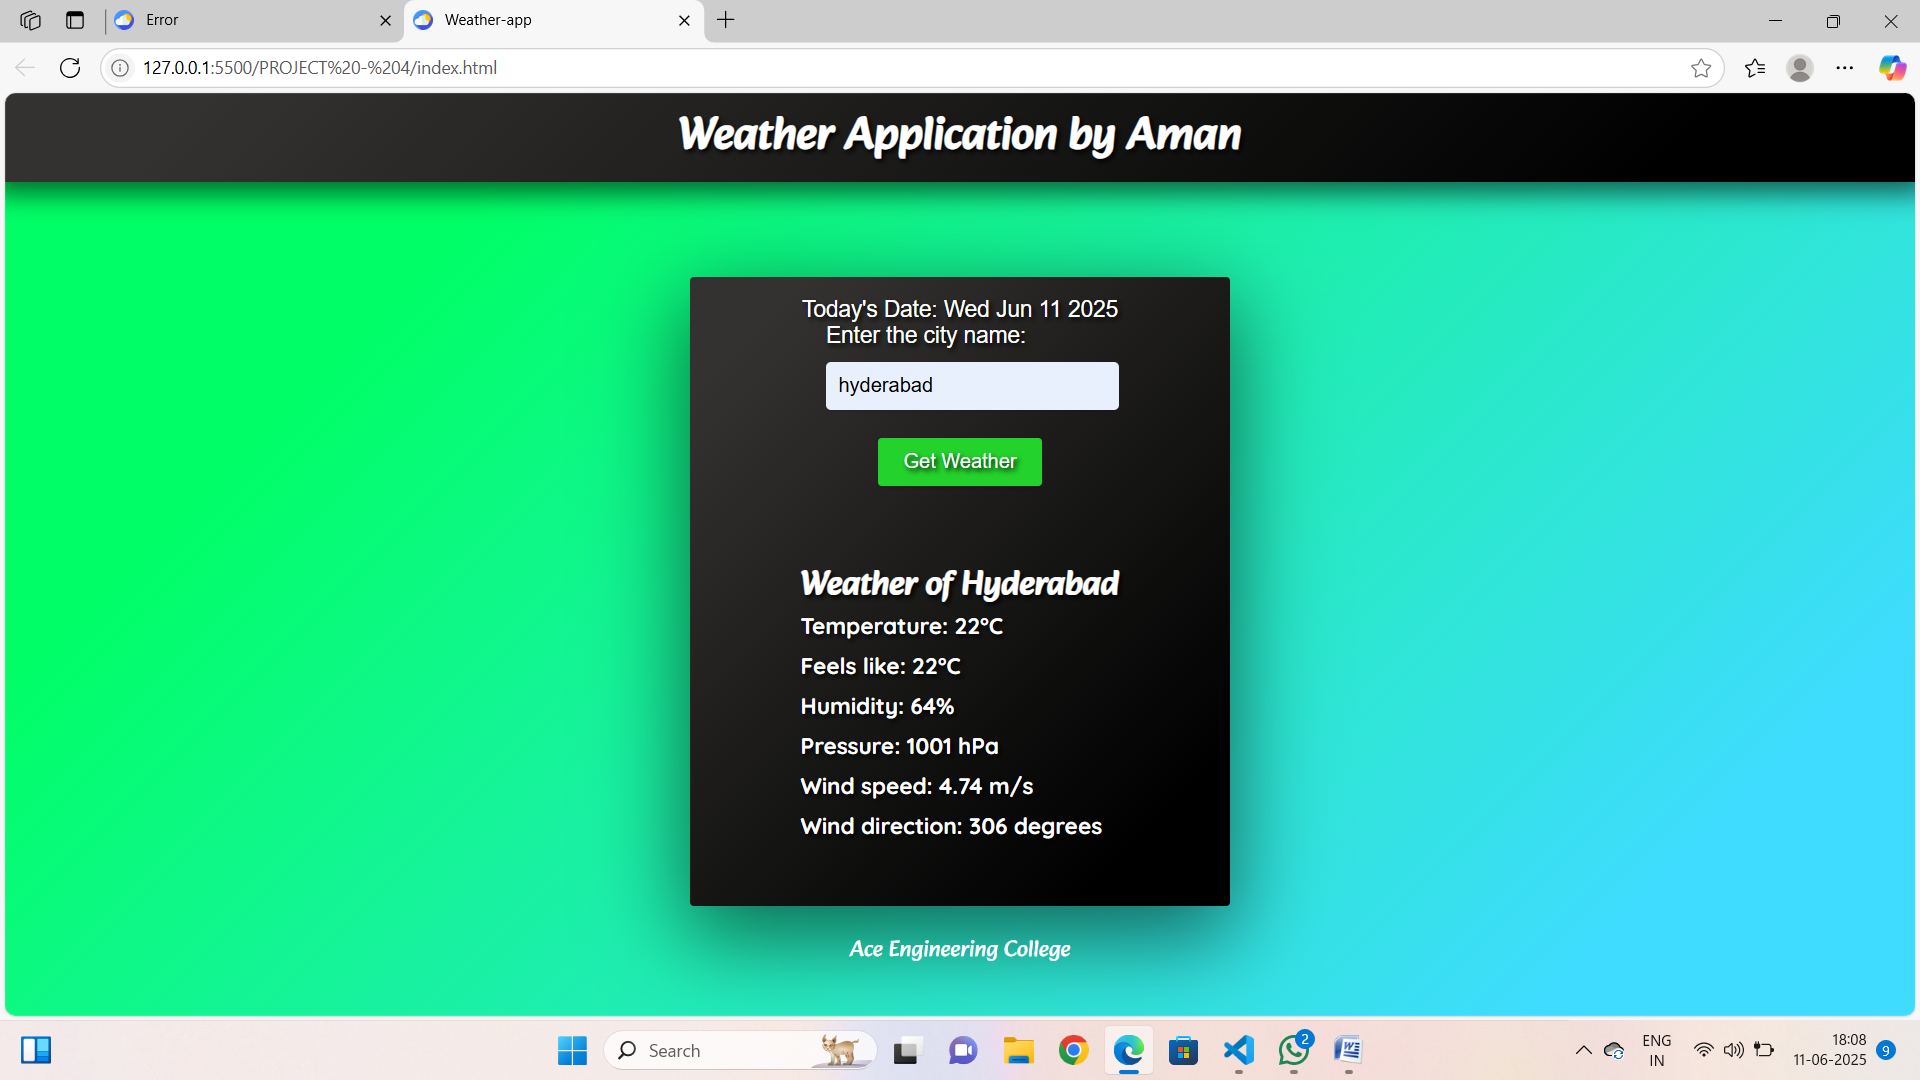 Error
Weather-app
127.0.0.1:5500/PROJECT%20-%204/index.html
Weather Application by Aman
Today's Date: Wed Jun 11 2025
Enter the city name:
hyderabad
Get Weather
Weather of Hyderabad
Temperature: 22°C
Feels like: 22°C
Humidity: 64%
Pressure: 1001 hPa
Wind speed: 4.74 m/s
Wind direction: 306 degrees
Ace Engineering College
Search
2
ENG
IN
18:08
11-06-2025
9